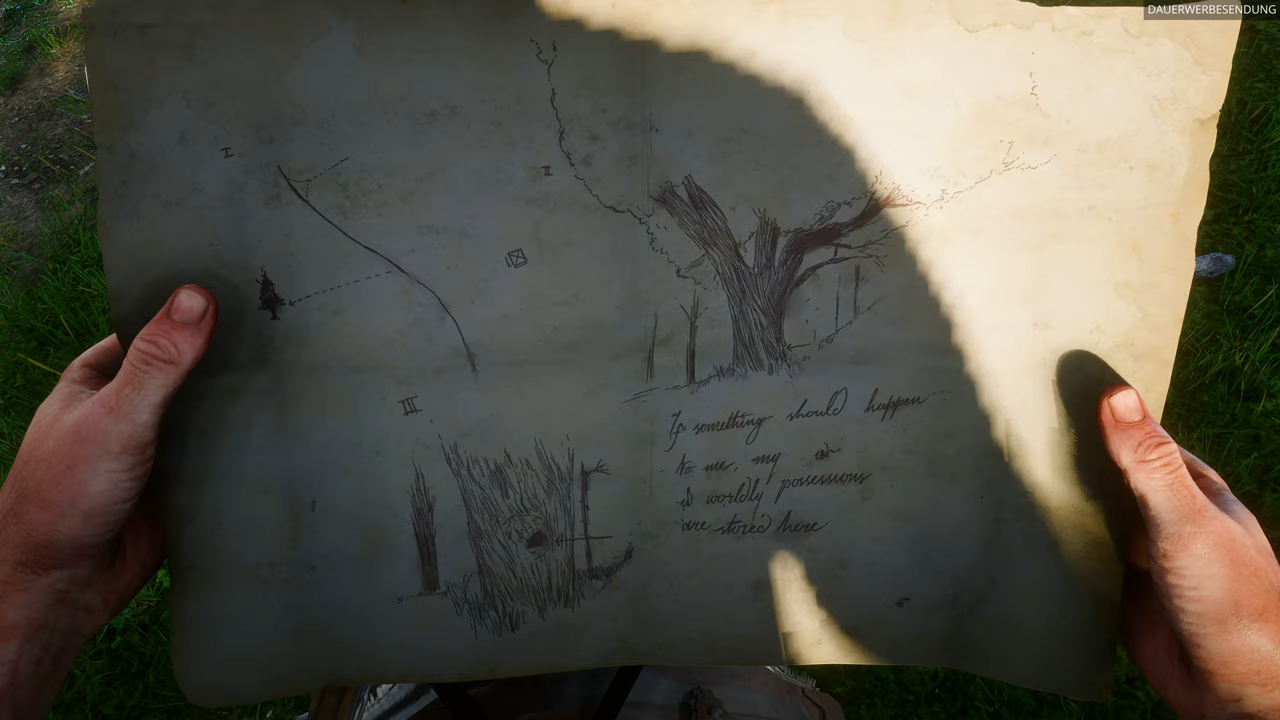 DAUERWERBESENDUNG
I
II
III
If something should happen
to me, my
worldly possessions
are stored here